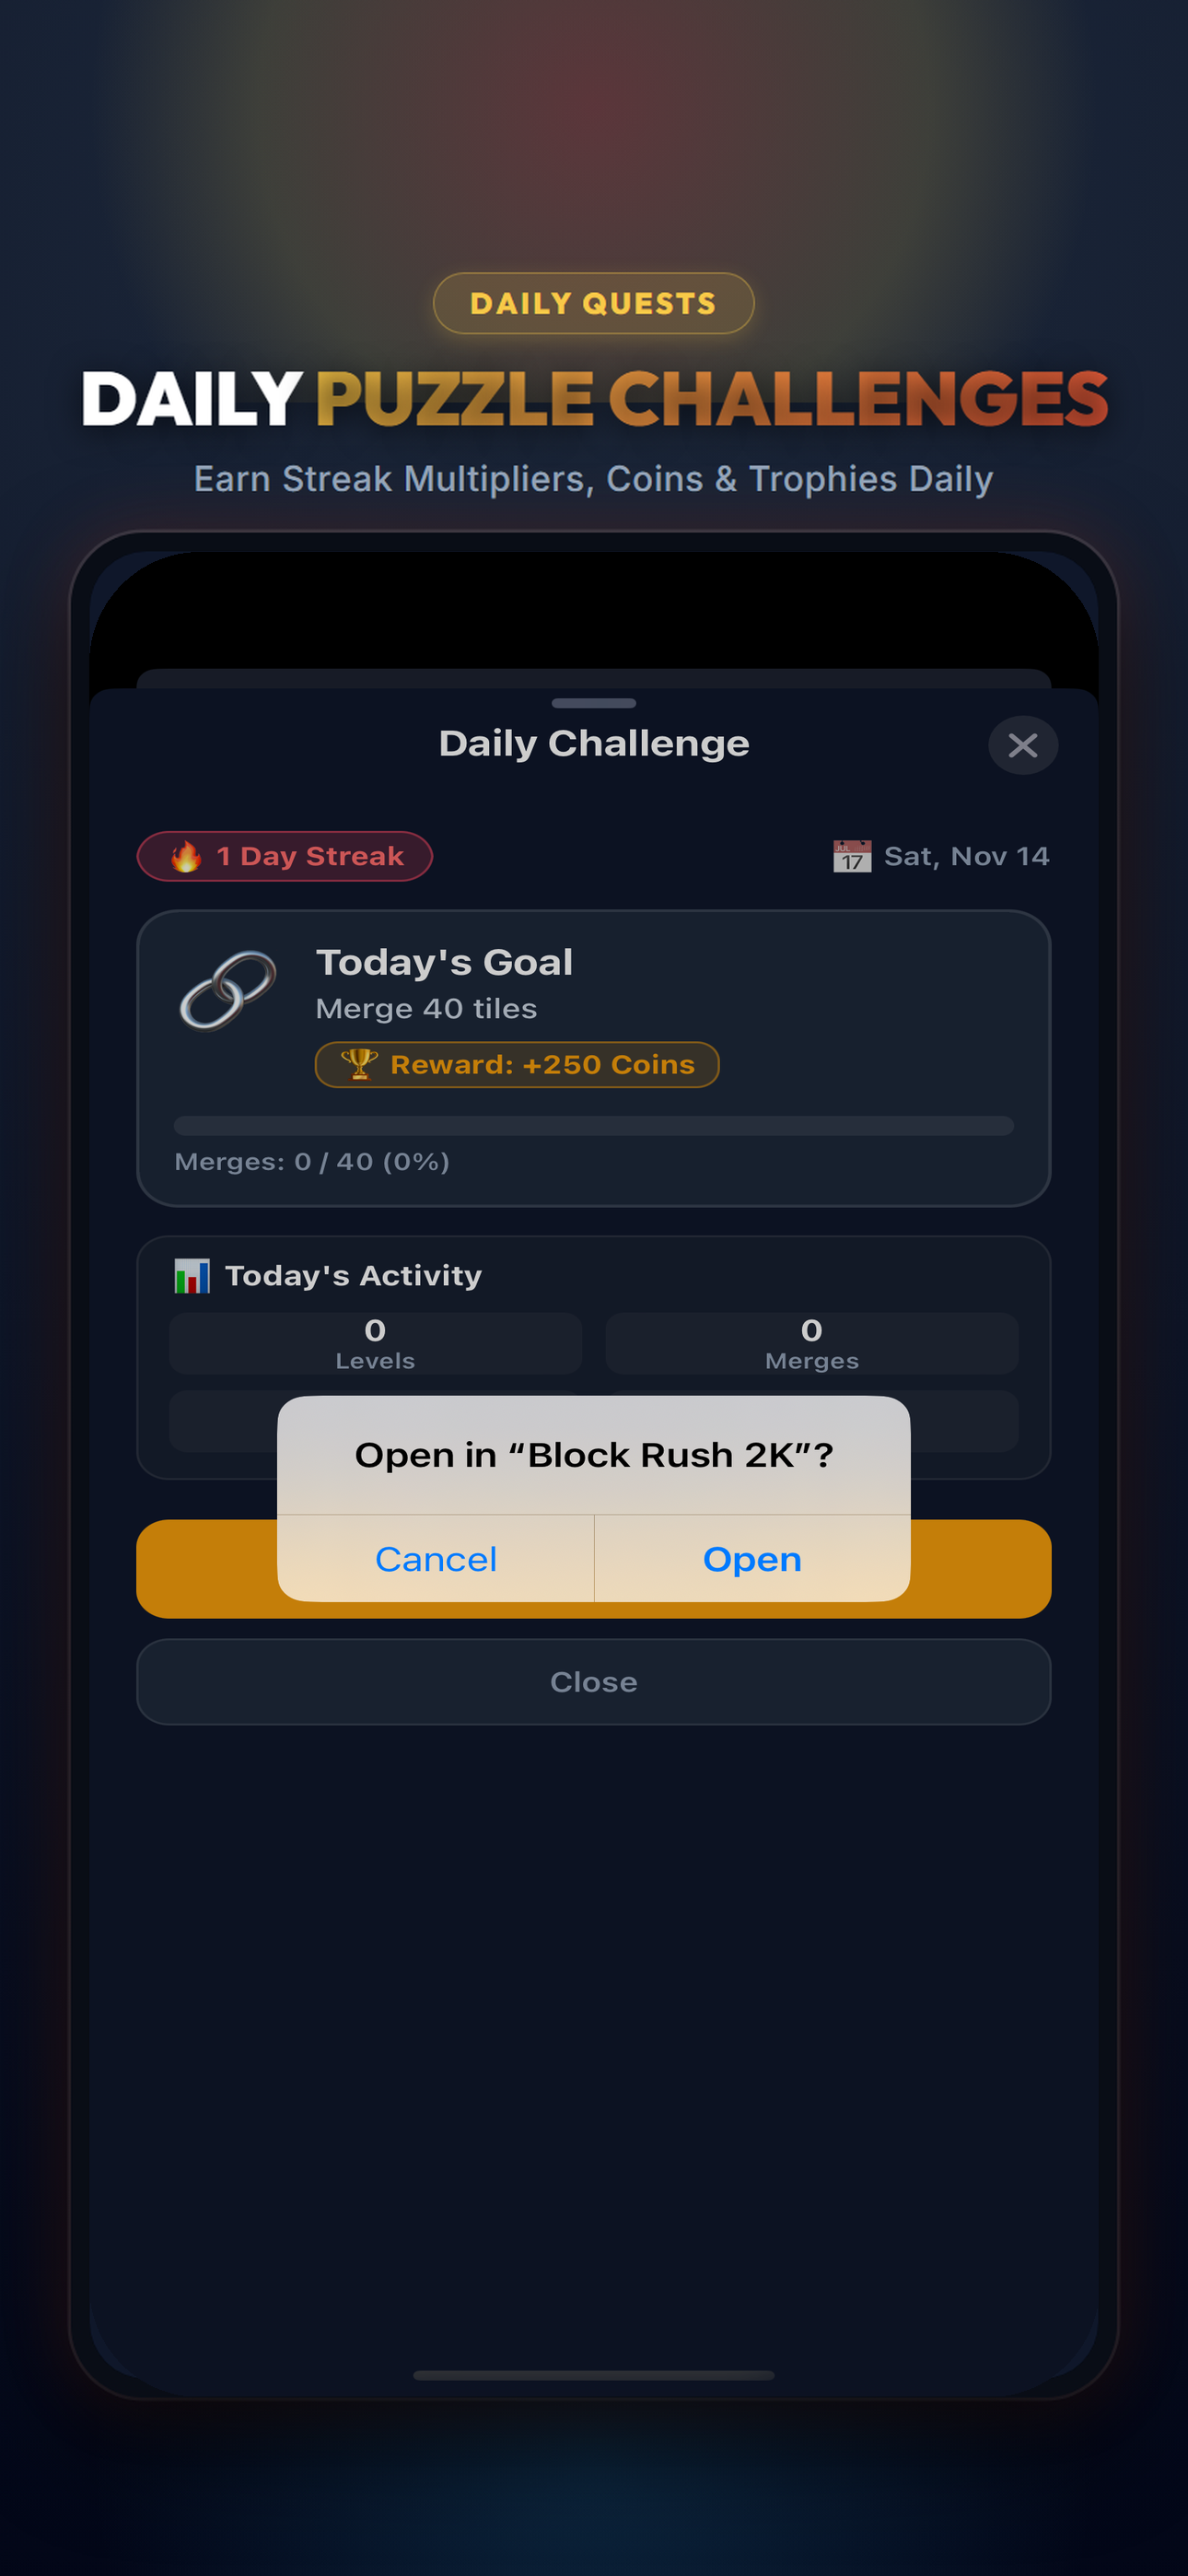 DAILY QUESTS
DAILY PUZZLE CHALLENGES
Earn Streak Multipliers, Coins & Trophies Daily
Daily Challenge
🔥 1 Day Streak
JUL 17 Sat, Nov 14
Today's Goal
Merge 40 tiles
🏆 Reward: +250 Coins
Merges: 0 / 40 (0%)
📊 Today's Activity
0 0
Levels Merges
Open in “Block Rush 2K”?
Cancel Open
Close